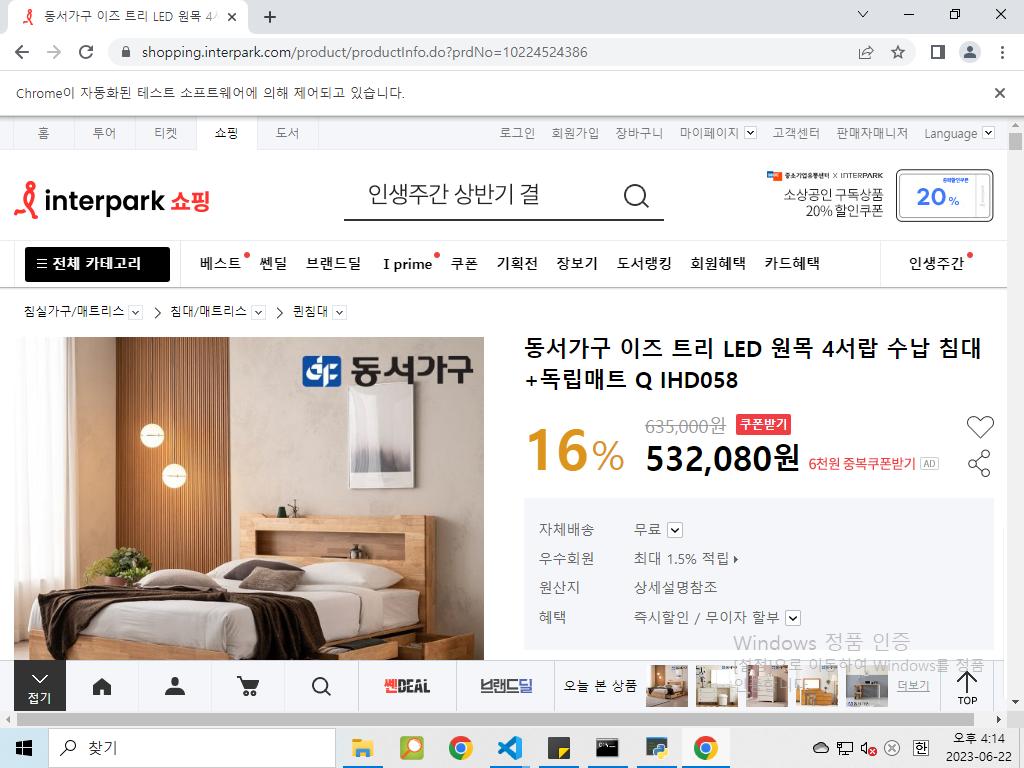 동서가구 이즈 트리 LED 원목 4서
shopping.interpark.com/product/productInfo.do?prdNo=10224524386
Chrome이 자동화된 테스트 소프트웨어에 의해 제어되고 있습니다.
홈 투어 티켓 쇼핑 도서 로그인 회원가입 장바구니 마이페이지 고객센터 판매자매니저 Language
interpark 쇼핑
인생주간 상반기 결
중소기업유통센터 X INTERPARK
소상공인 구독상품
20% 할인쿠폰
중복할인쿠폰
20%
전체 카테고리 베스트 쎈딜 브랜드딜 I prime 쿠폰 기획전 장보기 도서랭킹 회원혜택 카드혜택 인생주간
침실가구/매트리스 침대/매트리스 퀸침대
동서가구
동서가구 이즈 트리 LED 원목 4서랍 수납 침대
+독립매트 Q IHD058
16%
635,000원 쿠폰받기
532,080원 6천원 중복쿠폰받기 AD
자체배송 무료
우수회원 최대 1.5% 적립
원산지 상세설명참조
혜택 즉시할인 / 무이자 할부
Windows 정품 인증
[설정]으로 이동하여 Windows를 정품
접기
쎈DEAL
브랜드딜
오늘 본 상품
더보기
TOP
찾기
한
오후 4:14
2023-06-22